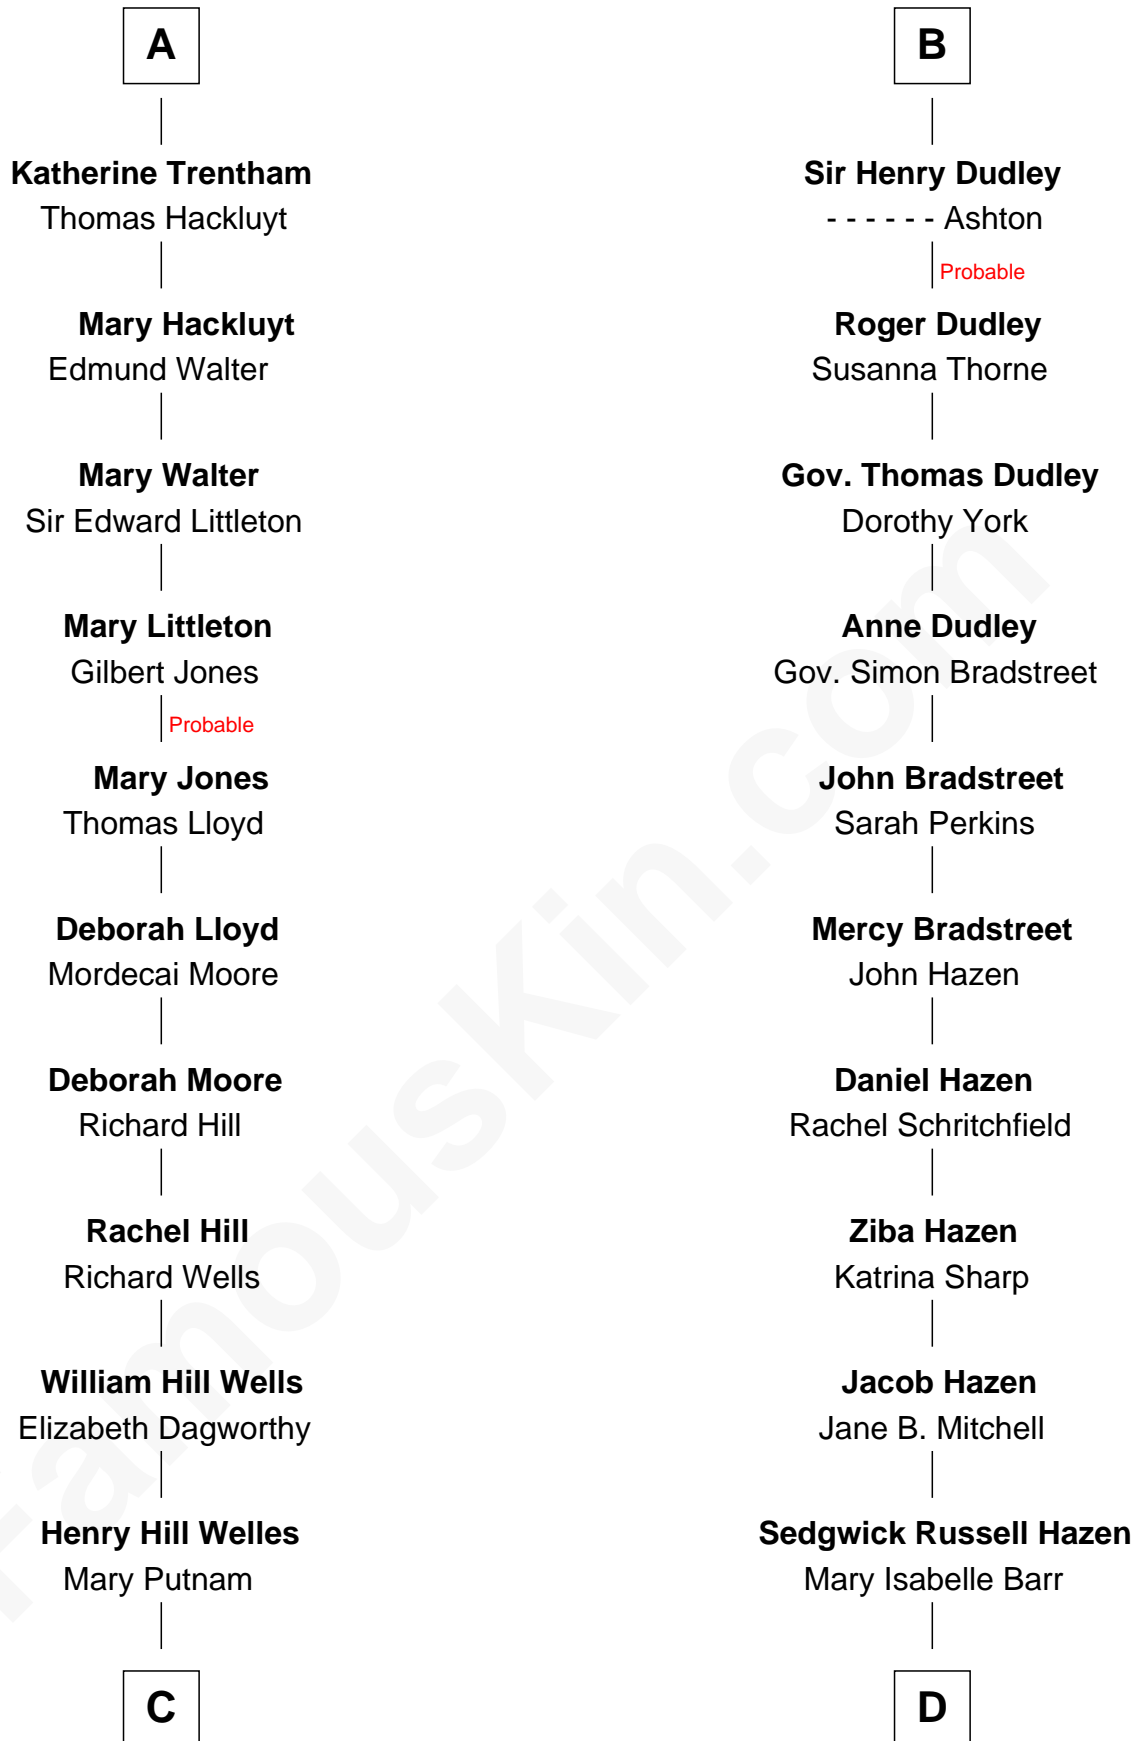 A
Katherine Trentham
Thomas Hackluyt
Mary Hackluyt
Edmund Walter
Mary Walter
Sir Edward Littleton
Mary Littleton
Gilbert Jones
Probable
Mary Jones
Thomas Lloyd
Deborah Lloyd
Mordecai Moore
Deborah Moore
Richard Hill
Rachel Hill
Richard Wells
William Hill Wells
Elizabeth Dagworthy
Henry Hill Welles
Mary Putnam
C
B
Sir Henry Dudley
- - - - - - Ashton
Probable
Roger Dudley
Susanna Thorne
Gov. Thomas Dudley
Dorothy York
Anne Dudley
Gov. Simon Bradstreet
John Bradstreet
Sarah Perkins
Mercy Bradstreet
John Hazen
Daniel Hazen
Rachel Schritchfield
Ziba Hazen
Katrina Sharp
Jacob Hazen
Jane B. Mitchell
Sedgwick Russell Hazen
Mary Isabelle Barr
D
FamousKin.com